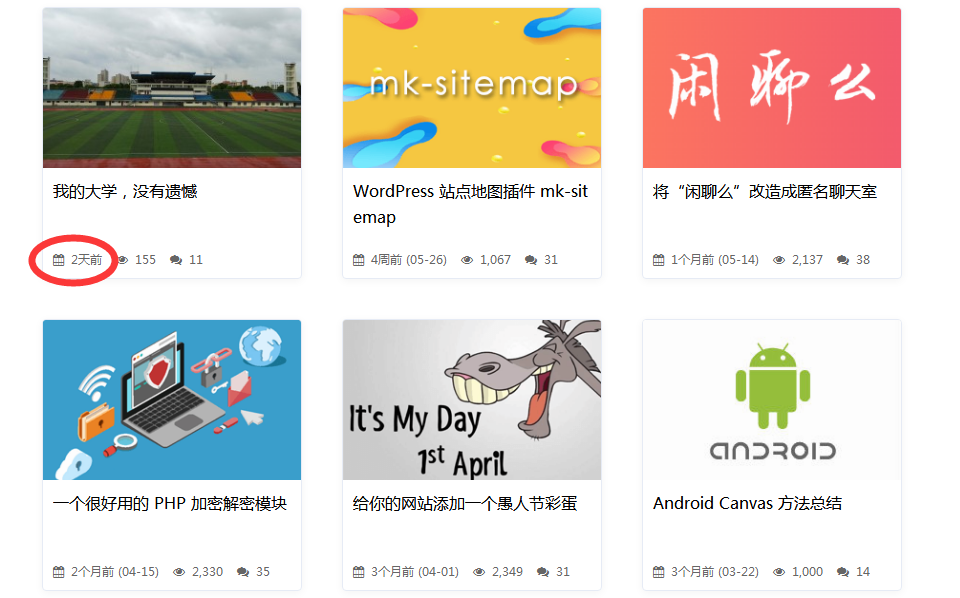 mk-sitemap
闲聊么
我的大学，没有遗憾
WordPress 站点地图插件 mk-sit
emap
将“闲聊么”改造成匿名聊天室
2天前 155 11
4周前 (05-26) 1,067 31
1个月前 (05-14) 2,137 38
It's My Day
1st April
ANDROID
一个很好用的 PHP 加密解密模块
给你的网站添加一个愚人节彩蛋
Android Canvas 方法总结
2个月前 (04-15) 2,330 35
3个月前 (04-01) 2,349 31
3个月前 (03-22) 1,000 14